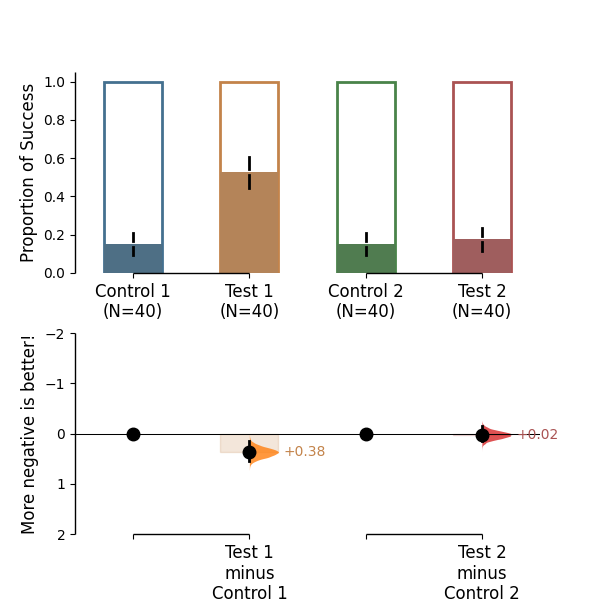 Proportion of Success
1.0
0.8
0.6
0.4
0.2
0.0
Control 1
(N=40)
Test 1
(N=40)
Control 2
(N=40)
Test 2
(N=40)
More negative is better!
−2
−1
0
1
2
+0.38
+0.02
Test 1
minus
Control 1
Test 2
minus
Control 2